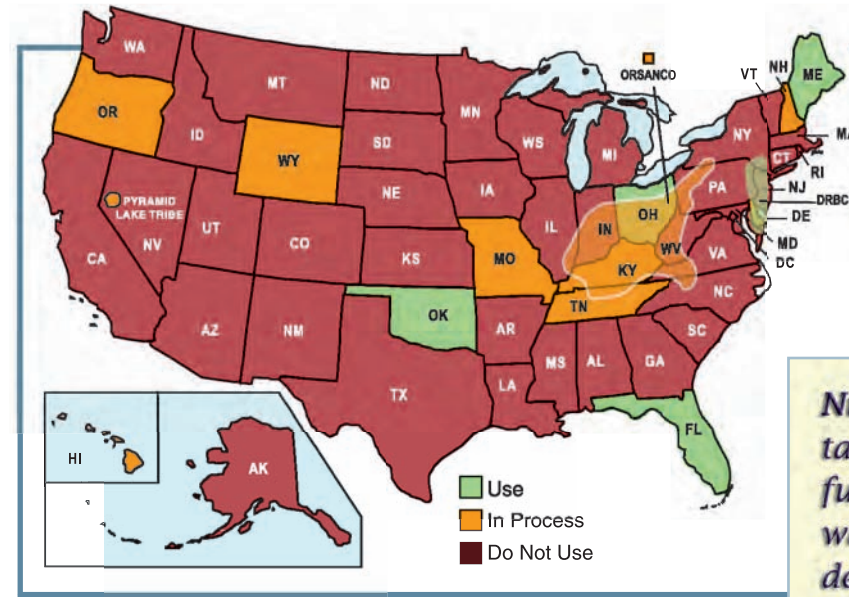 WA
OR
ID
MT
ND
MN
SD
WY
NE
IA
WS
MI
ORSANCO
VT
NH
ME
NY
MA
CT
RI
PA
NJ
DRBC
DE
MD
DC
PYRAMID
LAKE TRIBE
NV
CA
UT
CO
KS
MO
IL
IN
OH
WV
KY
VA
NC
TN
SC
AZ
NM
OK
AR
TX
LA
MS
AL
GA
FL
HI
AK
Use
In Process
Do Not Use
ta
fu
de